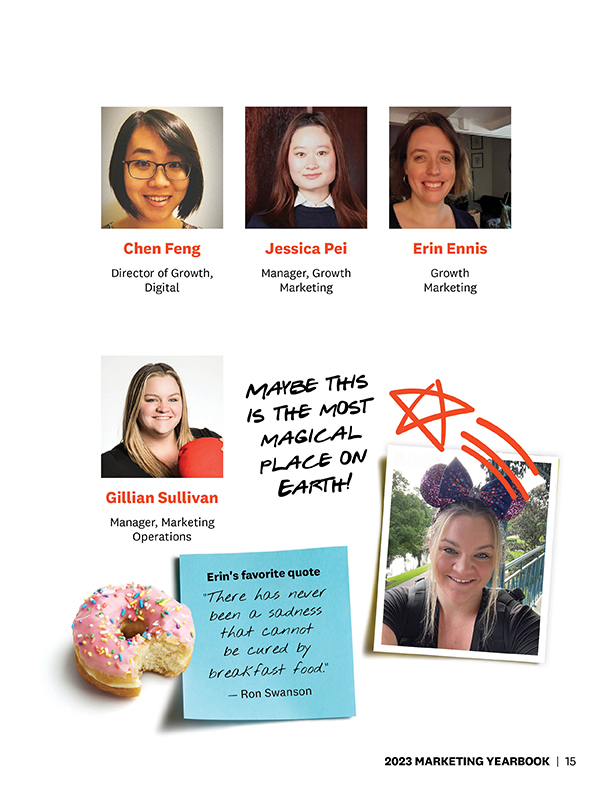 Chen Feng
Director of Growth,
Digital
Jessica Pei
Manager, Growth
Marketing
Erin Ennis
Growth
Marketing
Gillian Sullivan
Manager, Marketing
Operations
MAYBE THIS
IS THE MOST
MAGICAL
PLACE ON
EARTH!
Erin's favorite quote
"There has never
been a sadness
that cannot
be cured by
breakfast food."
— Ron Swanson
2023 MARKETING YEARBOOK | 15